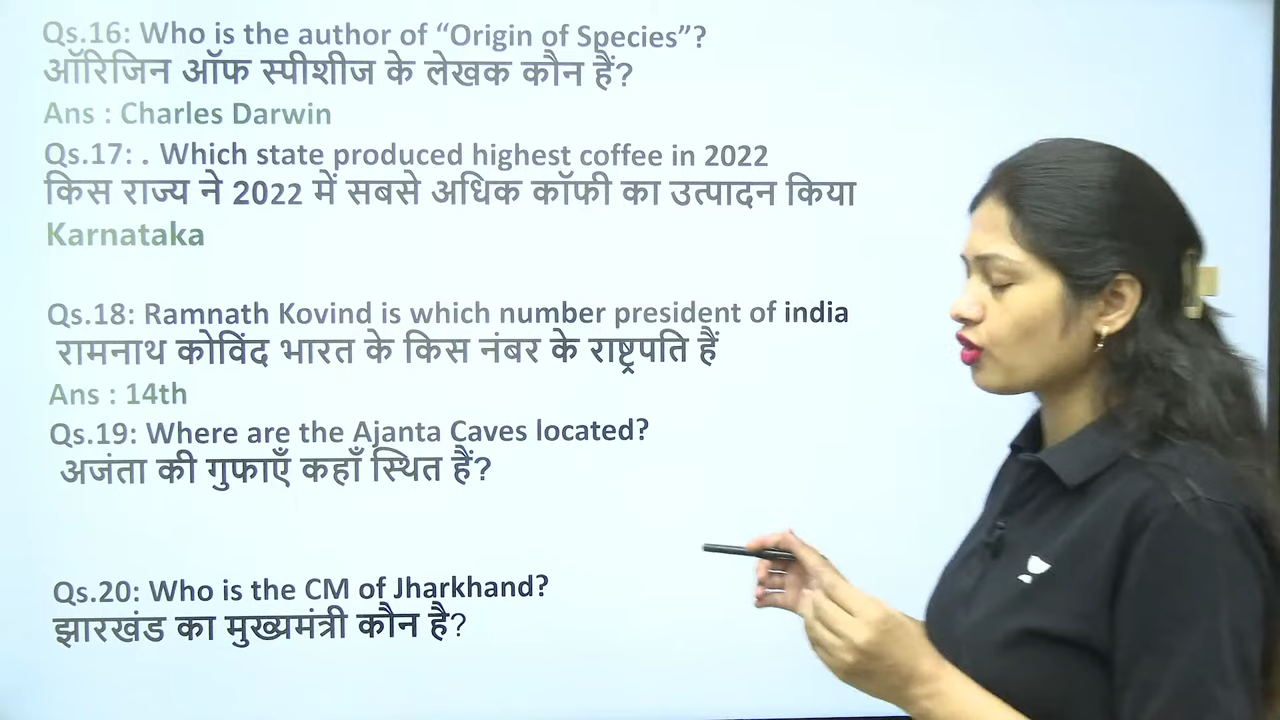 Qs.16: Who is the author of “Origin of Species”?
ऑरिजिन ऑफ स्पीशीज के लेखक कौन हैं?
Ans : Charles Darwin
Qs.17: . Which state produced highest coffee in 2022
किस राज्य ने 2022 में सबसे अधिक कॉफी का उत्पादन किया
Karnataka
Qs.18: Ramnath Kovind is which number president of india
रामनाथ कोविंद भारत के किस नंबर के राष्ट्रपति हैं
Ans : 14th
Qs.19: Where are the Ajanta Caves located?
अजंता की गुफाएँ कहाँ स्थित हैं?
Qs.20: Who is the CM of Jharkhand?
झारखंड का मुख्यमंत्री कौन है?